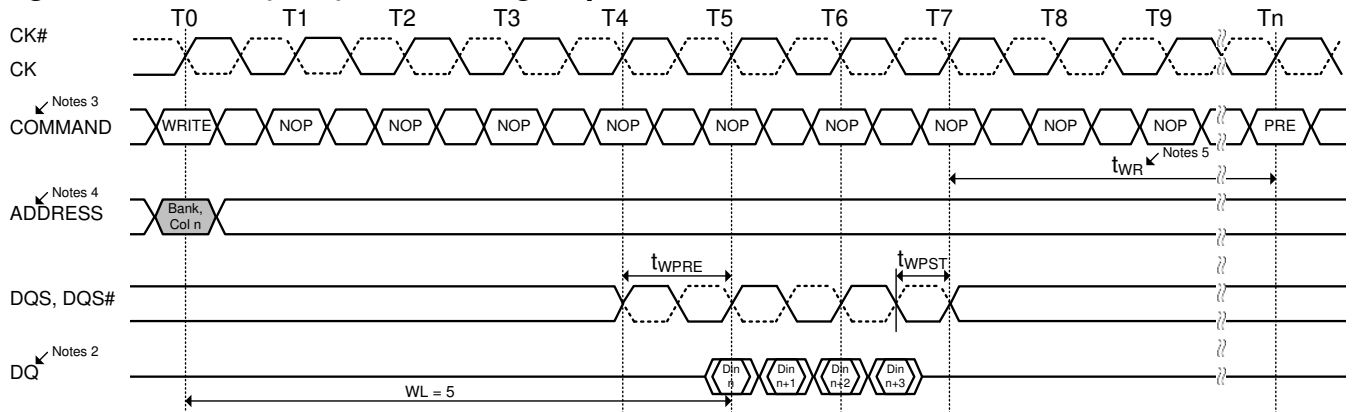 T0 T1 T2 T3 T4 T5 T6 T7 T8 T9 Tn
CK#
CK
Notes 3
COMMAND WRITE NOP NOP NOP NOP NOP NOP NOP NOP NOP PRE
tWR Notes 5
Notes 4
ADDRESS Bank, Col n
tWPRE tWPST
DQS, DQS#
Notes 2
DQ Din n Din n+1 Din n+2 Din n+3
WL = 5